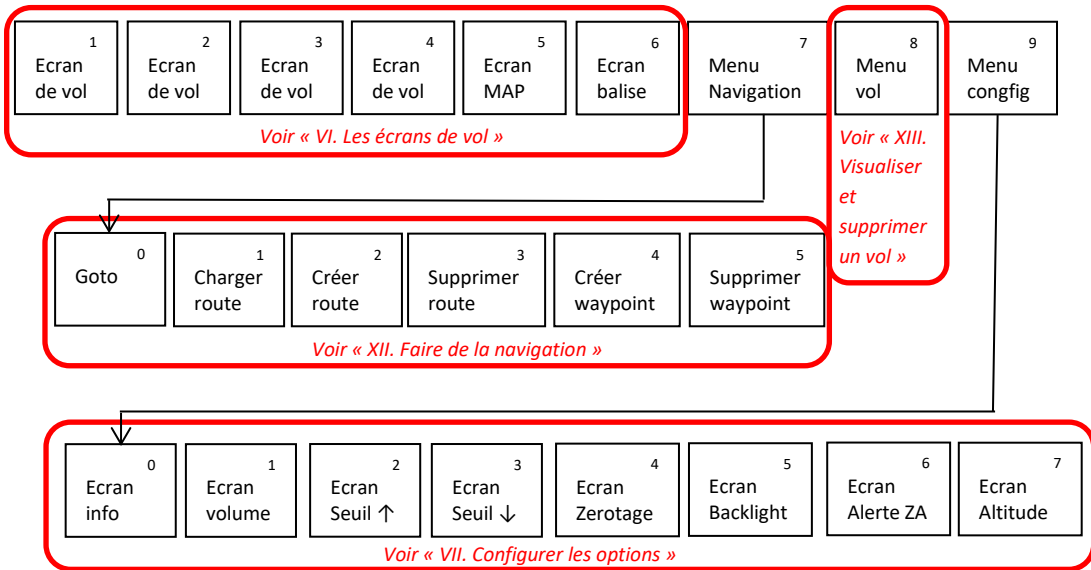 1
Ecran
de vol
2
Ecran
de vol
3
Ecran
de vol
4
Ecran
de vol
5
Ecran
MAP
6
Ecran
balise
7
Menu
Navigation
8
Menu
vol
9
Menu
congfig
Voir « VI. Les écrans de vol »
Voir « XIII.
Visualiser
et
supprimer
un vol »
0
Goto
1
Charger
route
2
Créer
route
3
Supprimer
route
4
Créer
waypoint
5
Supprimer
waypoint
Voir « XII. Faire de la navigation »
0
Ecran
info
1
Ecran
volume
2
Ecran
Seuil ↑
3
Ecran
Seuil ↓
4
Ecran
Zerotage
5
Ecran
Backlight
6
Ecran
Alerte ZA
7
Ecran
Altitude
Voir « VII. Configurer les options »